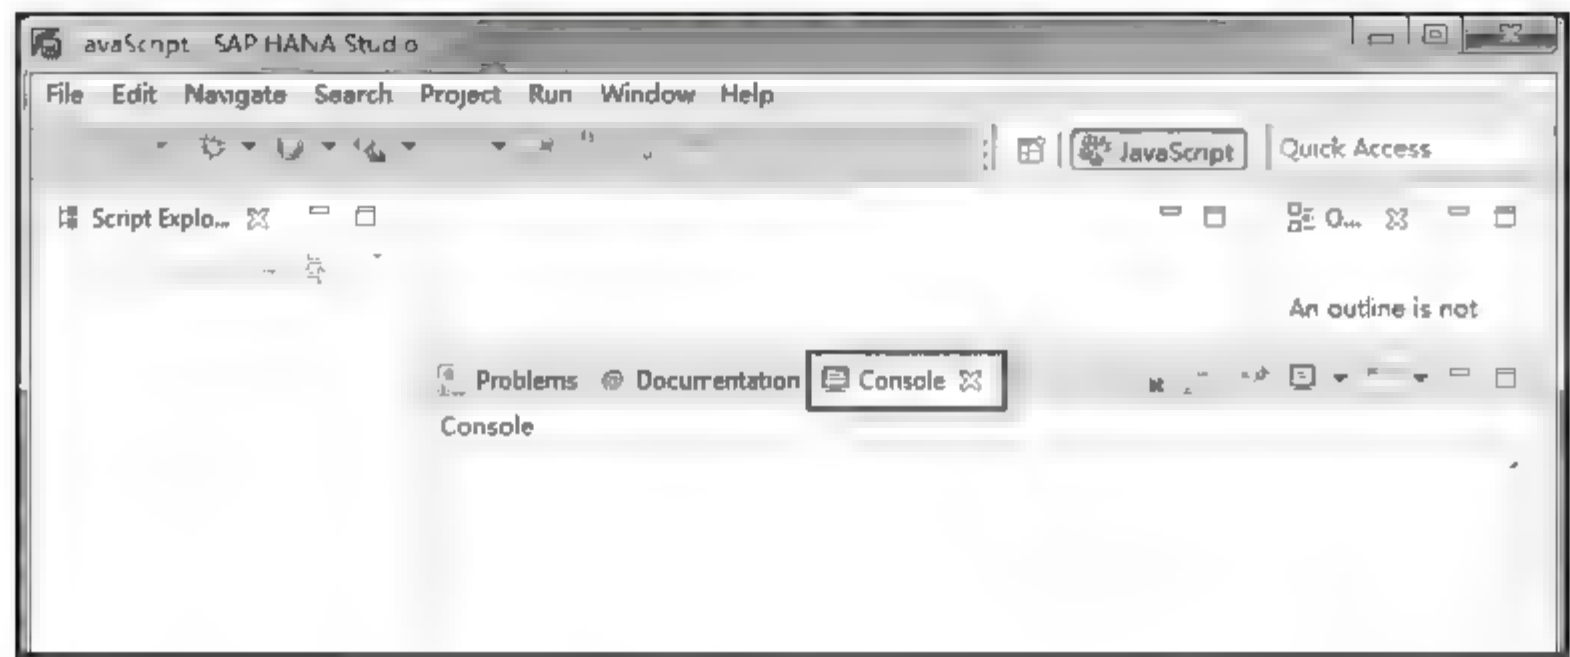 avaScript SAP HANA Stud o
File Edit Navigate Search Project Run Window Help
JavaScript Quick Access
Script Explo... O...
An outline is not
Problems @ Documentation Console
Console